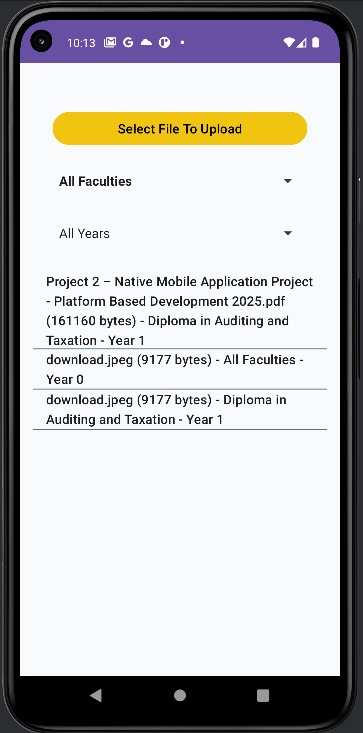 10:13
Select File To Upload
All Faculties
All Years
Project 2 – Native Mobile Application Project
- Platform Based Development 2025.pdf
(161160 bytes) - Diploma in Auditing and
Taxation - Year 1
download.jpeg (9177 bytes) - All Faculties -
Year 0
download.jpeg (9177 bytes) - Diploma in
Auditing and Taxation - Year 1